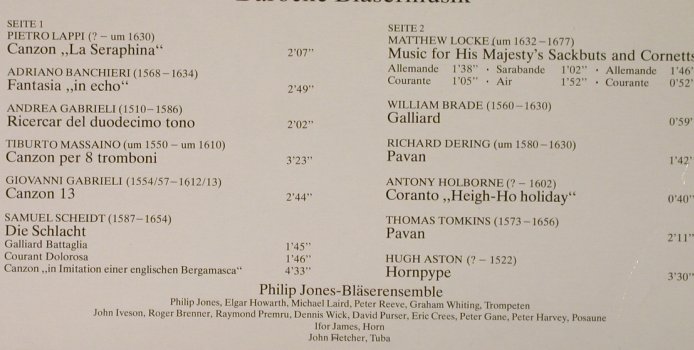 Barocke Bläsermusik
SEITE 1
PIETRO LAPPI (? – um 1630)
Canzon „La Seraphina“ 2'07”
ADRIANO BANCHIERI (1568 – 1634)
Fantasia „in echo“ 2'49”
ANDREA GABRIELI (1510 – 1586)
Ricercar del duodecimo tono 2'02”
TIBURTO MASSAINO (um 1550 – um 1610)
Canzon per 8 tromboni 3'23”
GIOVANNI GABRIELI (1554/57–1612/13)
Canzon 13 2'44”
SAMUEL SCHEIDT (1587 – 1654)
Die Schlacht
Galliard Battaglia 1'45”
Courant Dolorosa 1'46”
Canzon „in Imitation einer englischen Bergamasca“ 4'33”
SEITE 2
MATTHEW LOCKE (um 1632 – 1677)
Music for His Majesty's Sackbuts and Cornetts
Allemande 1'38” · Sarabande 1'02” · Allemande 1'46”
Courante 1'05” · Air 1'52” · Courante 0'52”
WILLIAM BRADE (1560 – 1630)
Galliard 0'59”
RICHARD DERING (um 1580 – 1630)
Pavan 1'42”
ANTONY HOLBORNE (? – 1602)
Coranto „Heigh-Ho holiday“ 0'40”
THOMAS TOMKINS (1573 – 1656)
Pavan 2'11”
HUGH ASTON (? – 1522)
Hornpype 3'30”
Philip Jones-Bläserensemble
Philip Jones, Elgar Howarth, Michael Laird, Peter Reeve, Graham Whiting, Trompeten
John Iveson, Roger Brenner, Raymond Premru, Dennis Wick, David Purser, Eric Crees, Peter Gane, Peter Harvey, Posaune
Ifor James, Horn
John Fletcher, Tuba